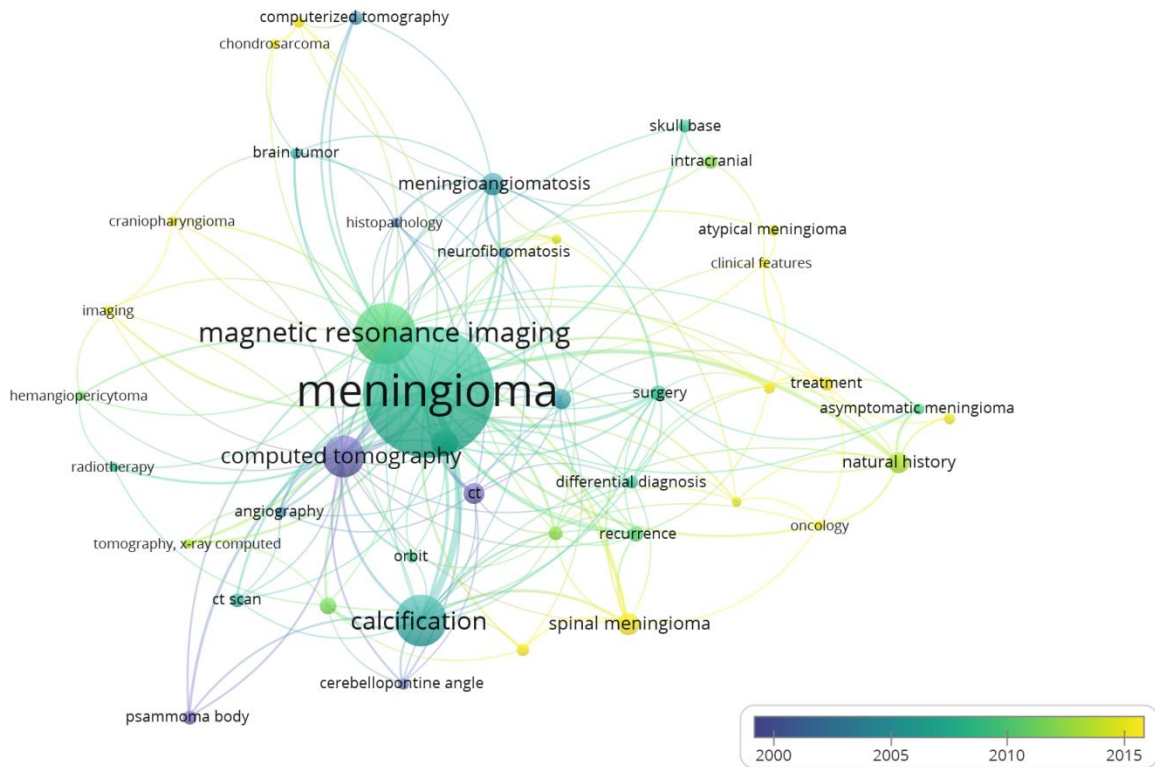 computerized tomography
chondrosarcoma
skull base
brain tumor
intracranial
meningioangiomatosis
craniopharyngioma
histopathology
atypical meningioma
neurofibromatosis
clinical features
imaging
magnetic resonance imaging
meningioma
treatment
hemangiopericytoma
surgery
asymptomatic meningioma
computed tomography
natural history
radiotherapy
differential diagnosis
ct
angiography
oncology
recurrence
tomography, x-ray computed
orbit
ct scan
calcification
spinal meningioma
cerebellopontine angle
psammoma body
2000 2005 2010 2015